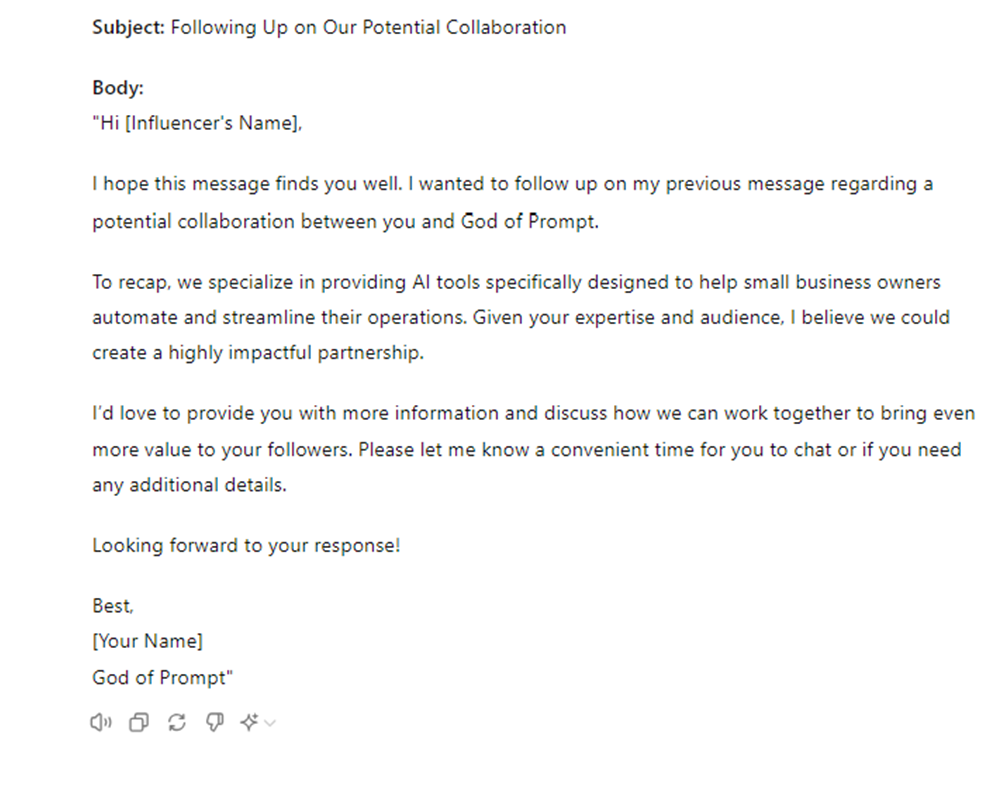 Subject: Following Up on Our Potential Collaboration
Body:
"Hi [Influencer's Name],
I hope this message finds you well. I wanted to follow up on my previous message regarding a
potential collaboration between you and God of Prompt.
To recap, we specialize in providing AI tools specifically designed to help small business owners
automate and streamline their operations. Given your expertise and audience, I believe we could
create a highly impactful partnership.
I'd love to provide you with more information and discuss how we can work together to bring even
more value to your followers. Please let me know a convenient time for you to chat or if you need
any additional details.
Looking forward to your response!
Best,
[Your Name]
God of Prompt"